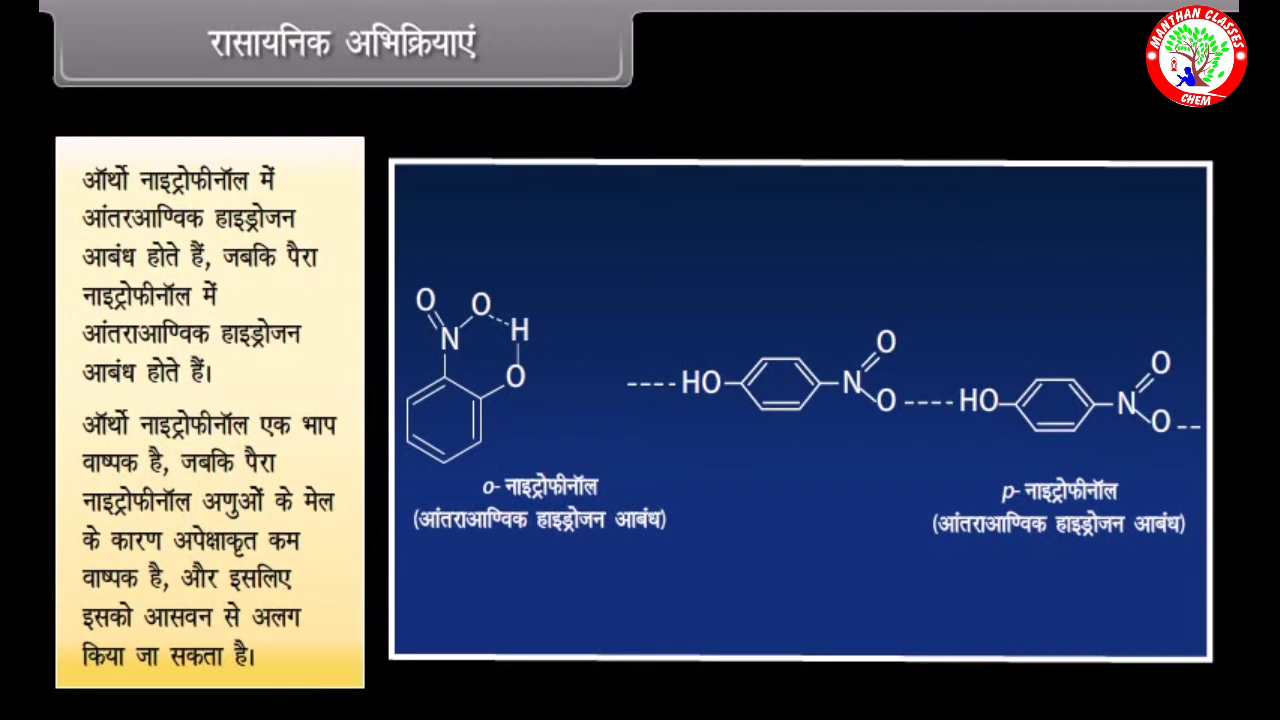 रासायनिक अभिक्रियाएं
MANTHAN CLASSES
CHEM
ऑर्थो नाइट्रोफीनॉल में
आंतरआण्विक हाइड्रोजन
आबंध होते हैं, जबकि पैरा
नाइट्रोफीनॉल में
आंतराआण्विक हाइड्रोजन
आबंध होते हैं।
ऑर्थो नाइट्रोफीनॉल एक भाप
वाष्पक है, जबकि पैरा
नाइट्रोफीनॉल अणुओं के मेल
के कारण अपेक्षाकृत कम
वाष्पक है, और इसलिए
इसको आसवन से अलग
किया जा सकता है।
O O
N H
O
O
HO N
O
O
HO N
O
o- नाइट्रोफीनॉल
(आंतराआण्विक हाइड्रोजन आबंध)
p- नाइट्रोफीनॉल
(आंतराआण्विक हाइड्रोजन आबंध)